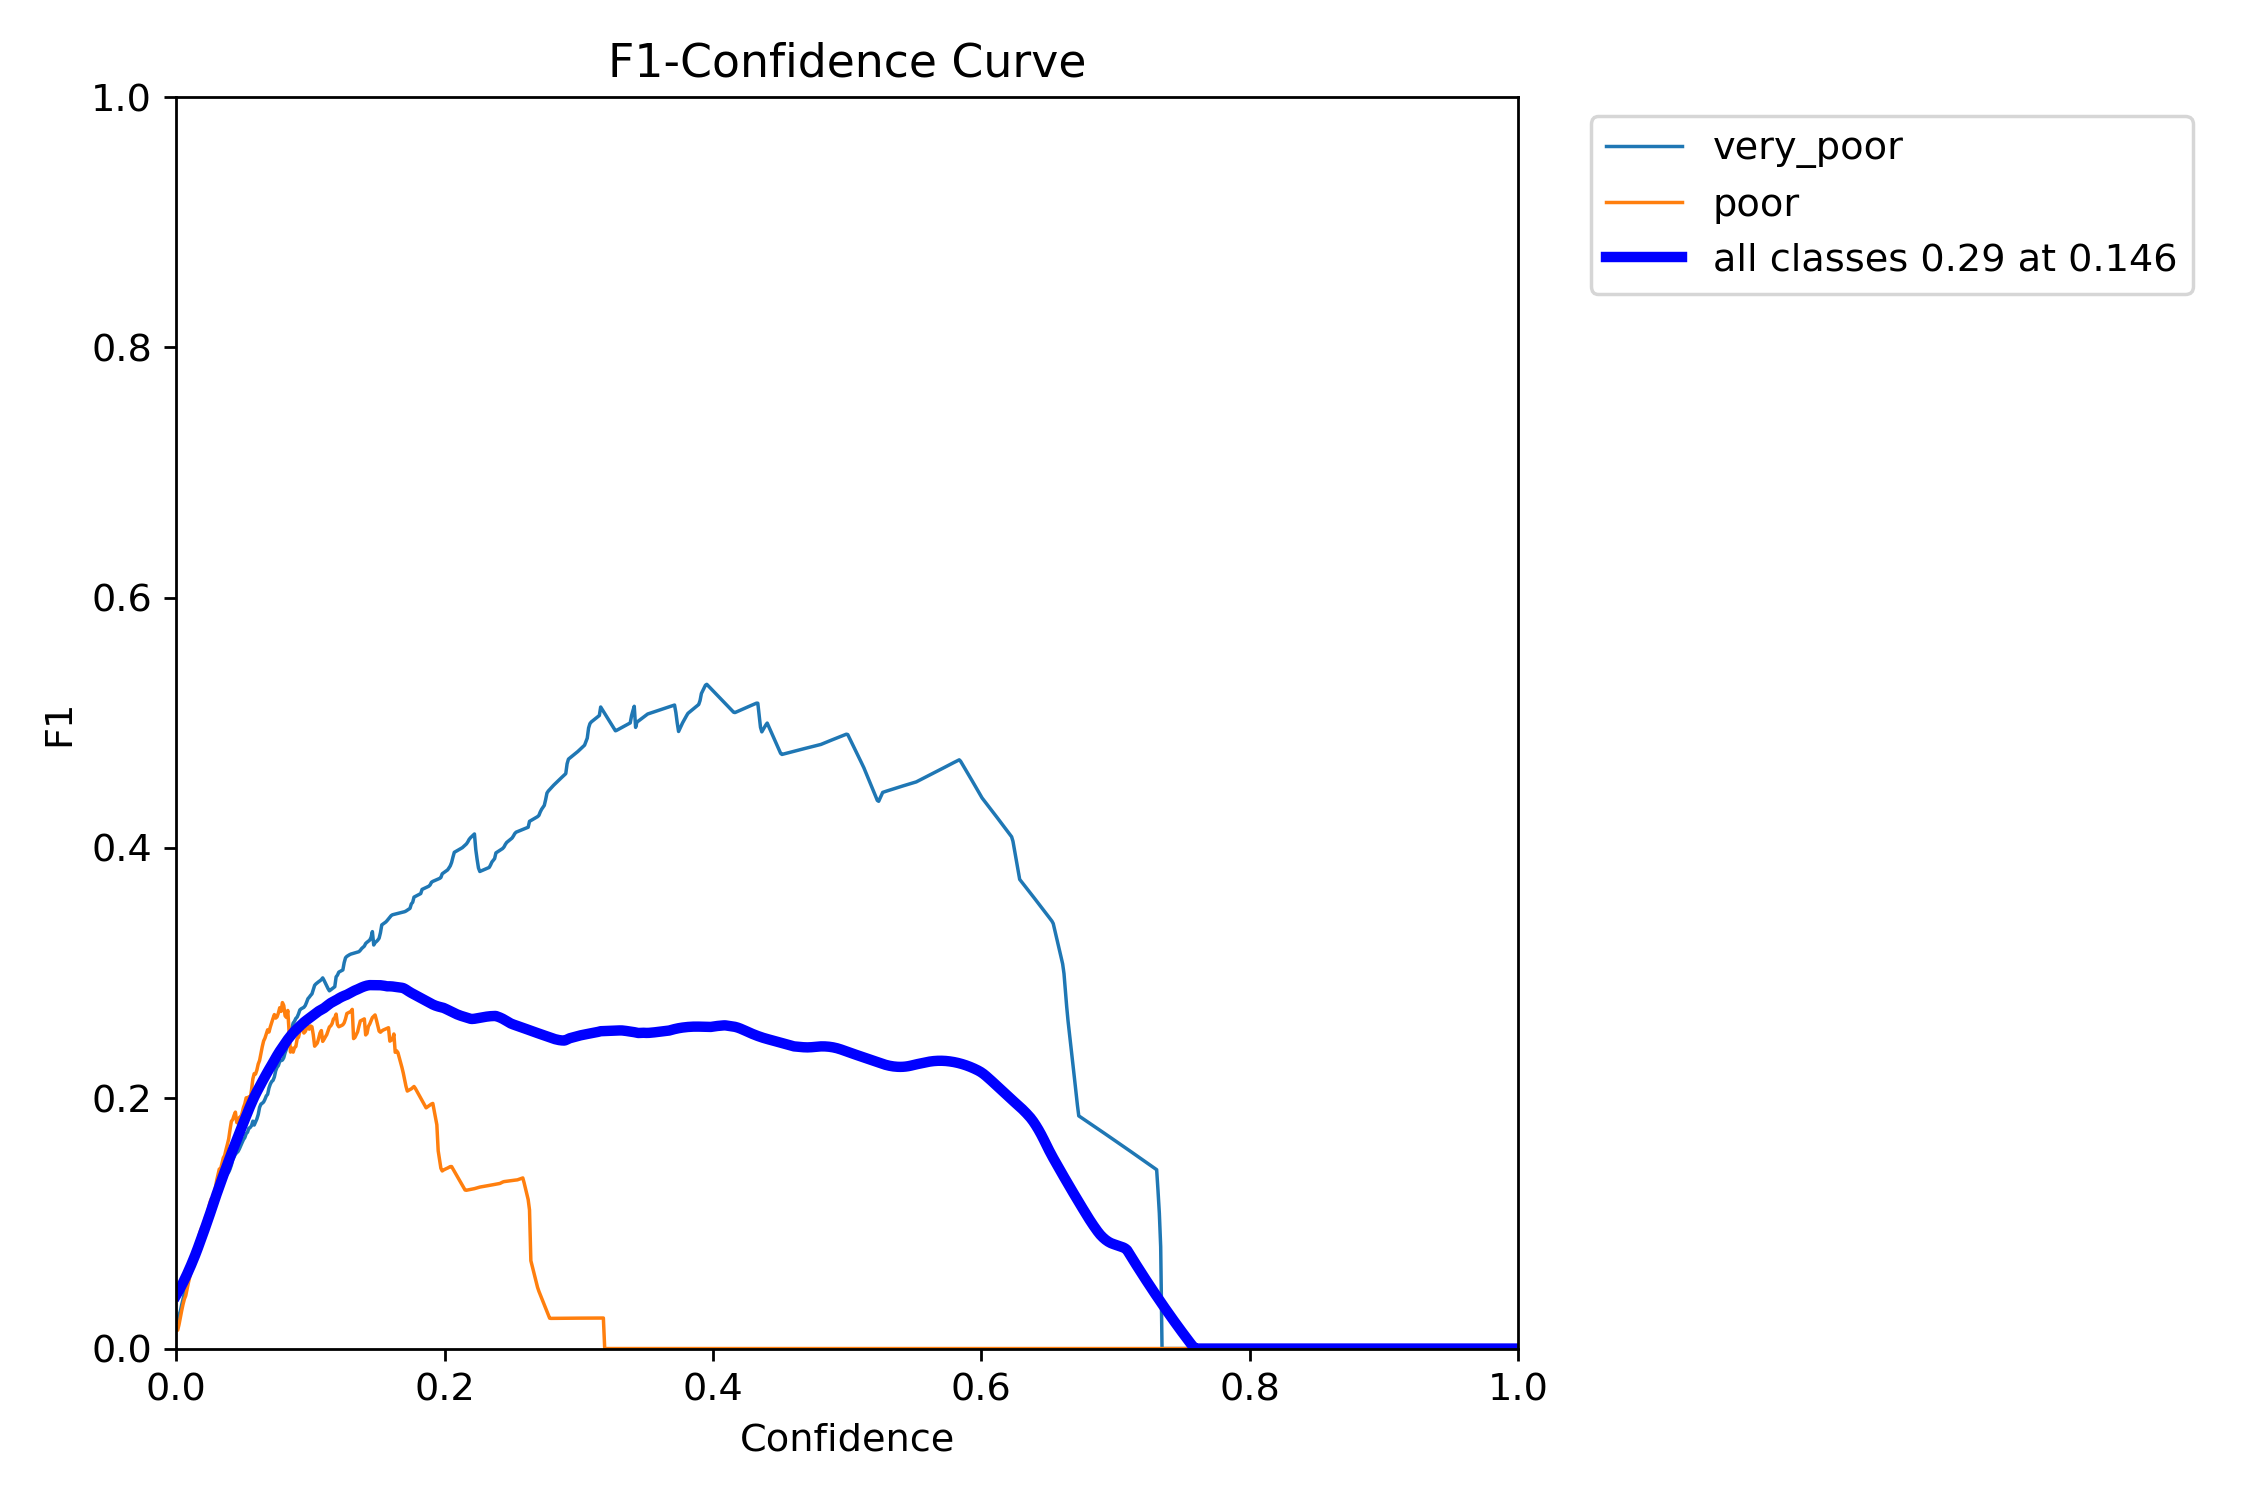 F1-Confidence Curve
1.0
0.8
0.6
0.4
0.2
0.0
F1
0.0 0.2 0.4 0.6 0.8 1.0
Confidence
very_poor
poor
all classes 0.29 at 0.146